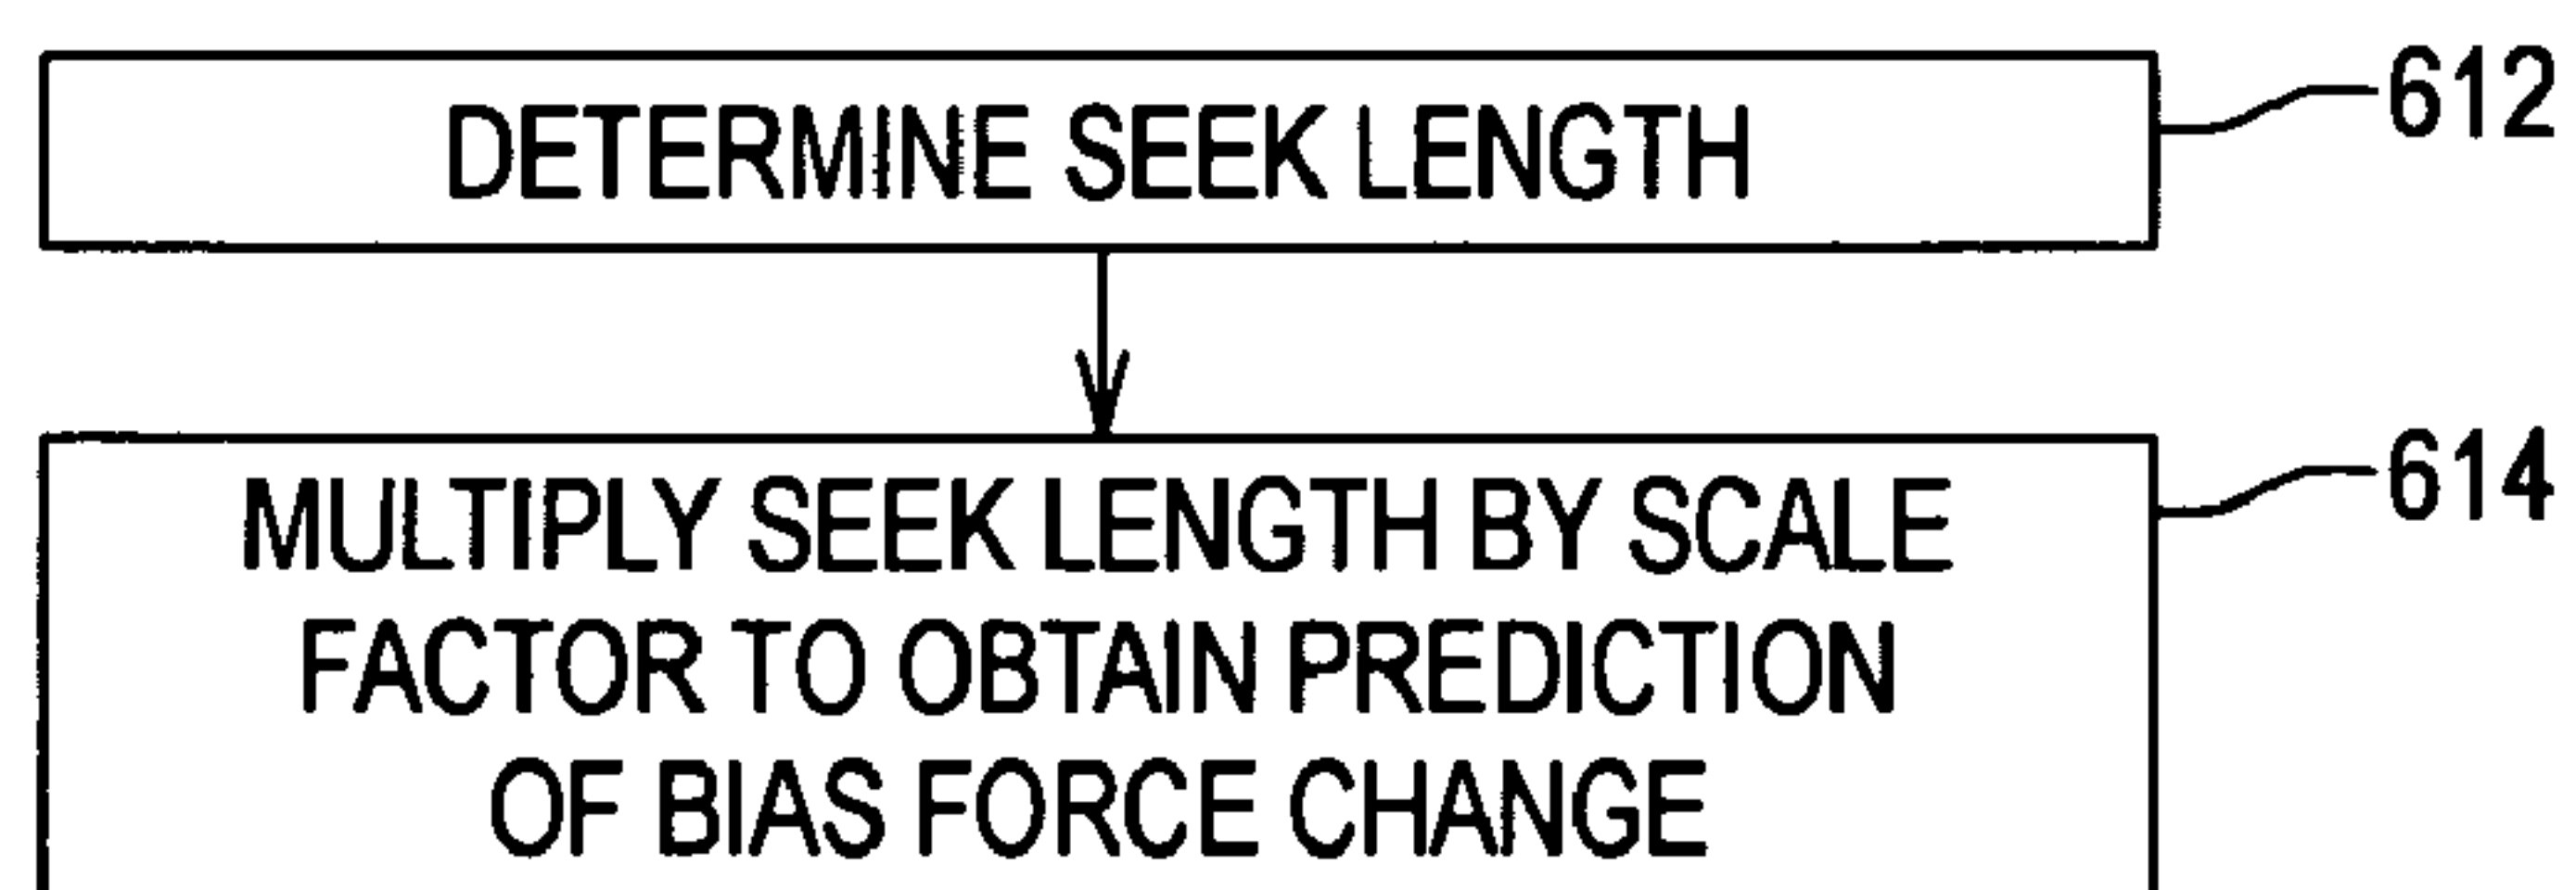 DETERMINE SEEK LENGTH
612
MULTIPLY SEEK LENGTH BY SCALE
FACTOR TO OBTAIN PREDICTION
OF BIAS FORCE CHANGE
614